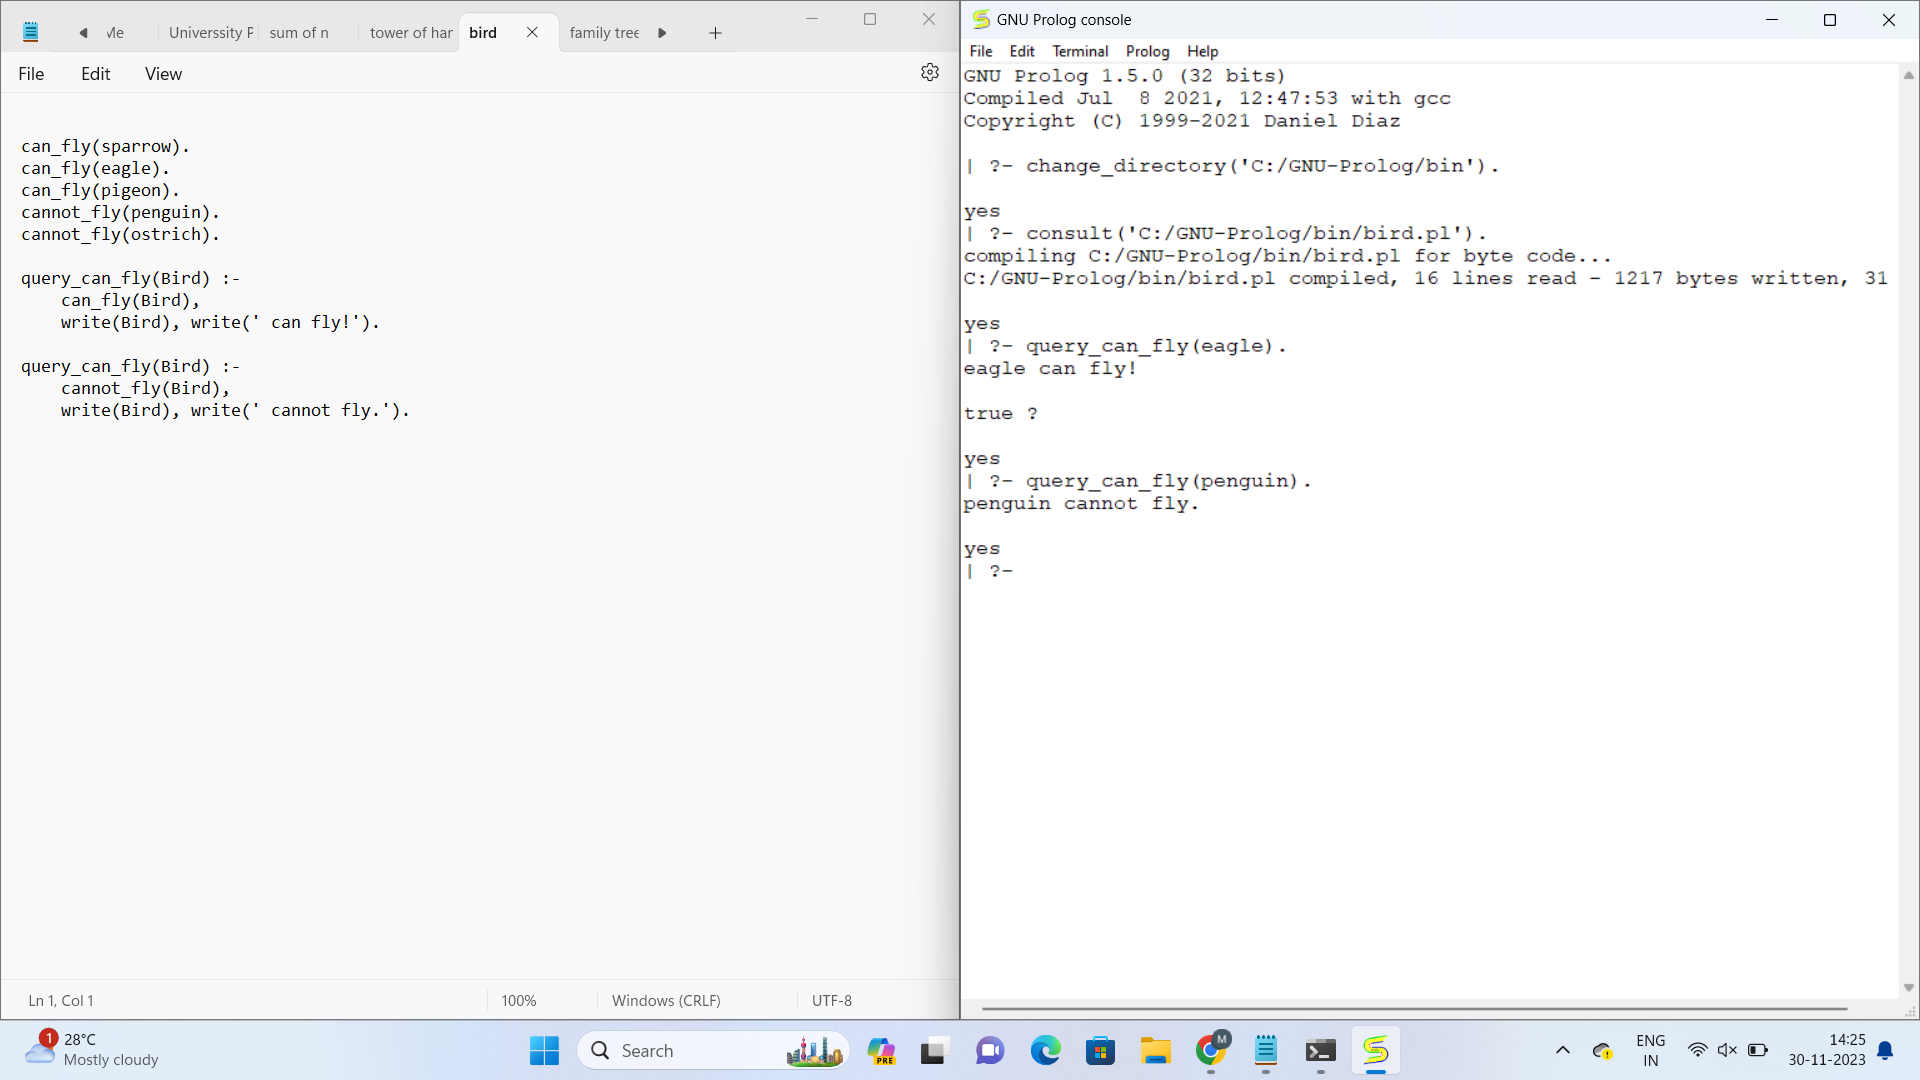 Me
Universsity P
sum of n
tower of har
bird
family tree
File
Edit
View
can_fly(sparrow).
can_fly(eagle).
can_fly(pigeon).
cannot_fly(penguin).
cannot_fly(ostrich).
query_can_fly(Bird) :-
can_fly(Bird),
write(Bird), write(' can fly!').
query_can_fly(Bird) :-
cannot_fly(Bird),
write(Bird), write(' cannot fly.').
Ln 1, Col 1
100%
Windows (CRLF)
UTF-8
GNU Prolog console
File Edit Terminal Prolog Help
GNU Prolog 1.5.0 (32 bits)
Compiled Jul  8 2021, 12:47:53 with gcc
Copyright (C) 1999-2021 Daniel Diaz
| ?- change_directory('C:/GNU-Prolog/bin').
yes
| ?- consult('C:/GNU-Prolog/bin/bird.pl').
compiling C:/GNU-Prolog/bin/bird.pl for byte code...
C:/GNU-Prolog/bin/bird.pl compiled, 16 lines read - 1217 bytes written, 31
yes
| ?- query_can_fly(eagle).
eagle can fly!
true ?
yes
| ?- query_can_fly(penguin).
penguin cannot fly.
yes
| ?-
1
28°C
Mostly cloudy
Search
PRE
M
ENG
IN
14:25
30-11-2023